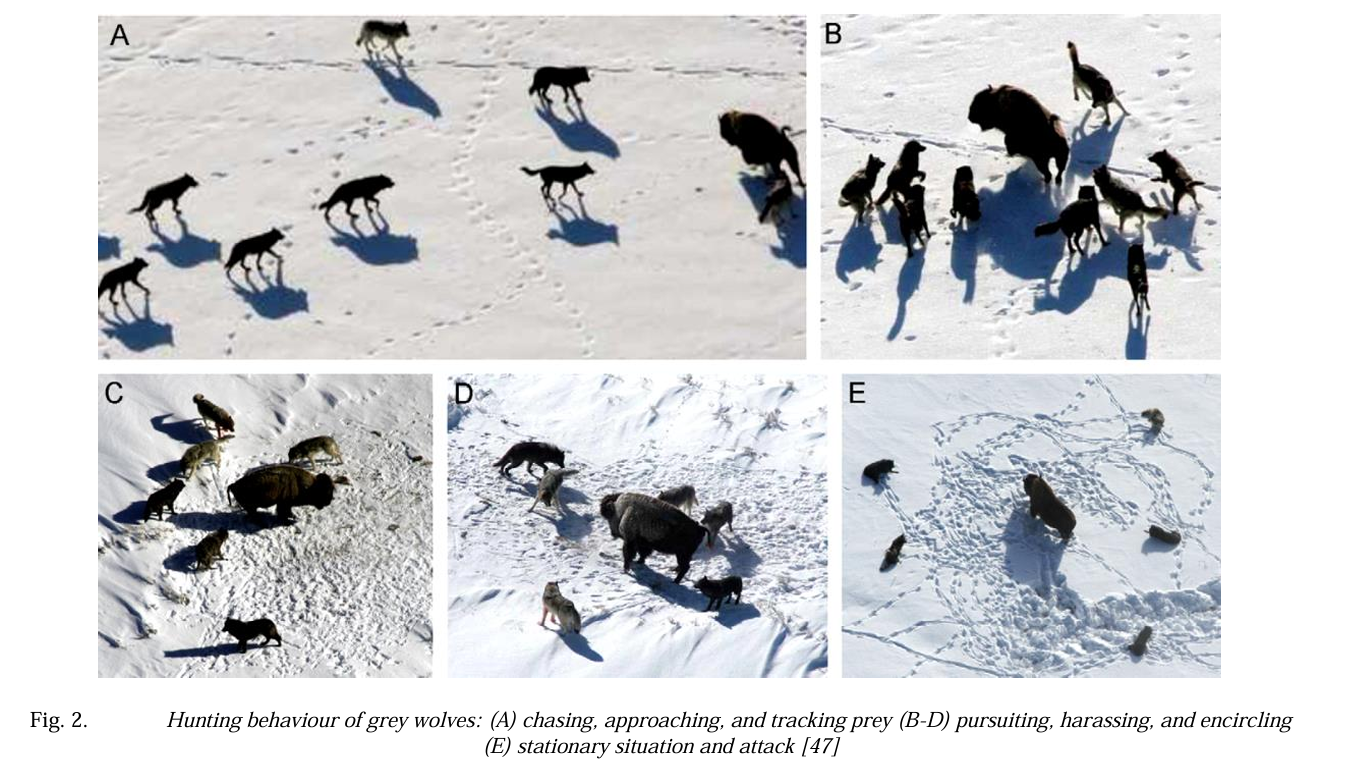 A
B
C
D
E
Fig. 2. Hunting behaviour of grey wolves: (A) chasing, approaching, and tracking prey (B-D) pursuiting, harassing, and encircling
(E) stationary situation and attack [47]